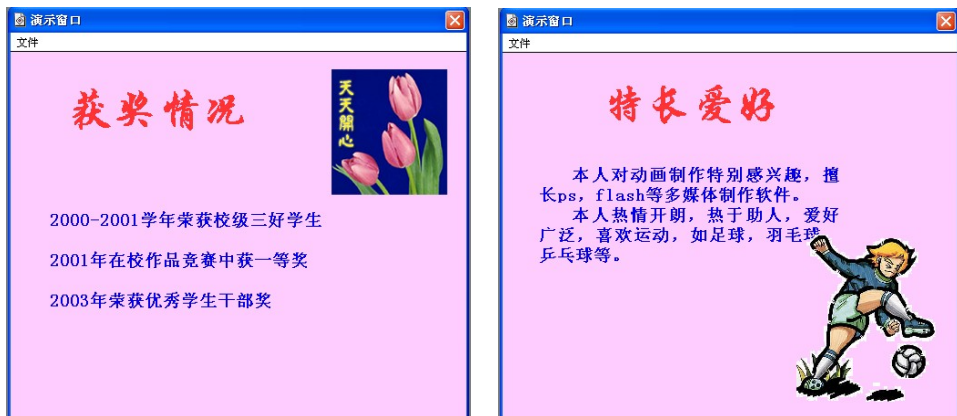 演示窗口
文件
获奖情况
天天開心
2000-2001学年荣获校级三好学生
2001年在校作品竞赛中获一等奖
2003年荣获优秀学生干部奖
演示窗口
文件
特长爱好
本人对动画制作特别感兴趣，擅
长ps，flash等多媒体制作软件。
本人热情开朗，热于助人，爱好
广泛，喜欢运动，如足球，羽毛球
乒乓球等。